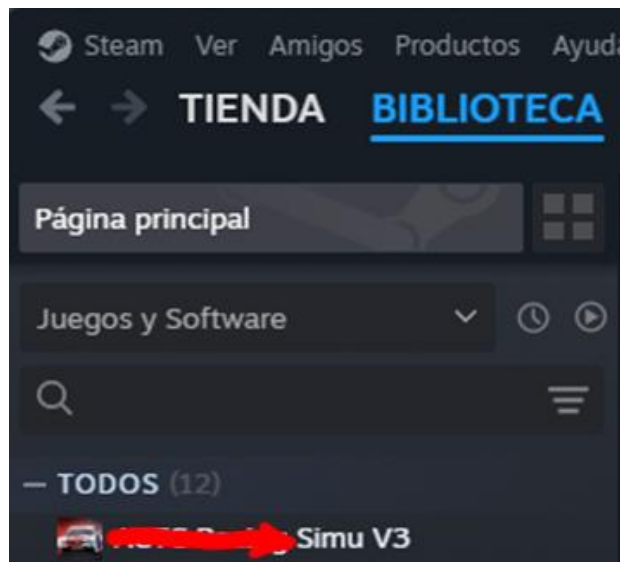 Steam Ver Amigos Productos Ayuda
TIENDA BIBLIOTECA
Página principal
Juegos y Software
— TODOS (12)
Simu V3